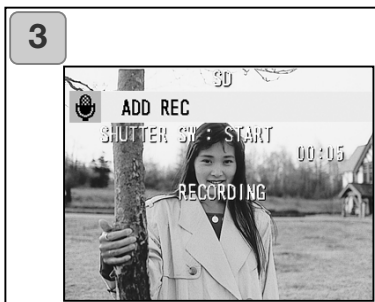 3
SD
ADD REC
SHUTTER SW : START
00:05
RECORDING